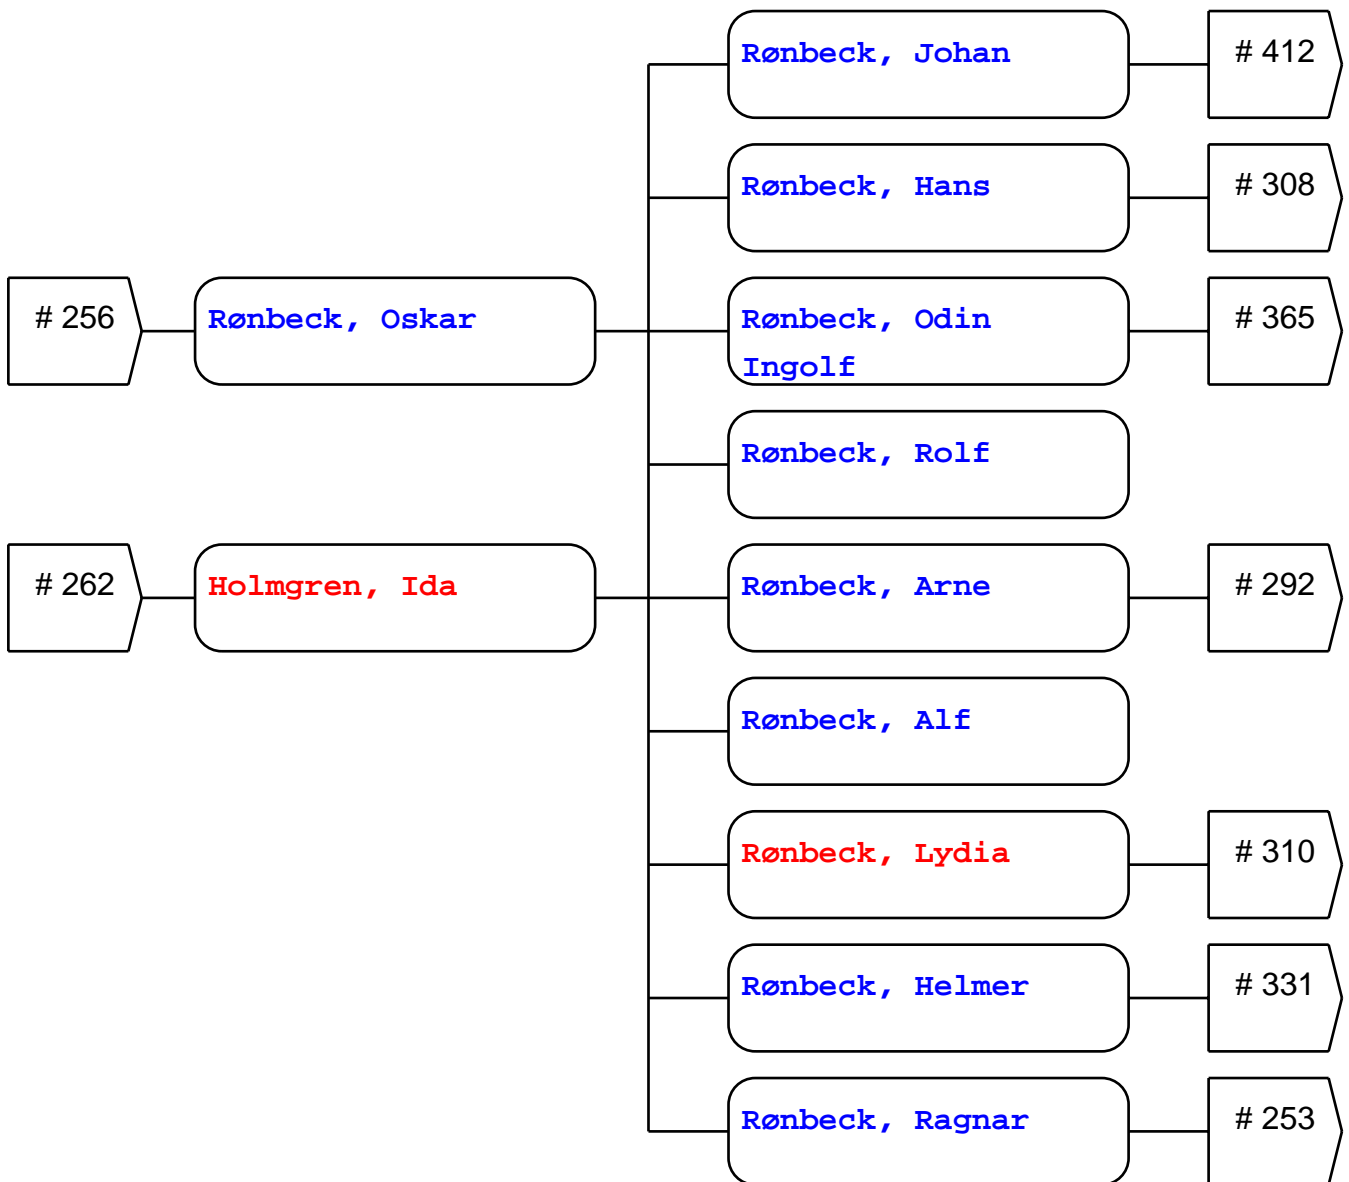 Rønbeck, Johan
# 412
Rønbeck, Hans
# 308
# 256
Rønbeck, Oskar
Rønbeck, Odin
Ingolf
# 365
Rønbeck, Rolf
# 262
Holmgren, Ida
Rønbeck, Arne
# 292
Rønbeck, Alf
Rønbeck, Lydia
# 310
Rønbeck, Helmer
# 331
Rønbeck, Ragnar
# 253